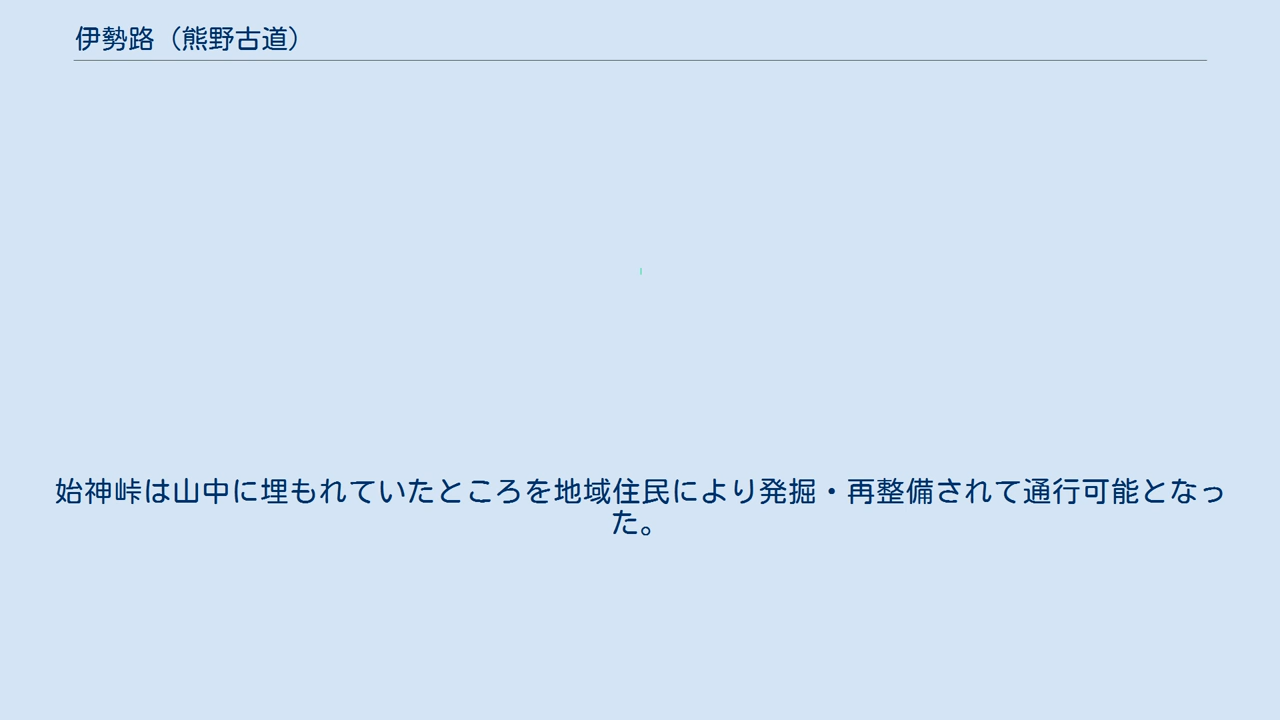 伊勢路（熊野古道）
始神峠は山中に埋もれていたところを地域住民により発掘・再整備されて通行可能となっ
た。